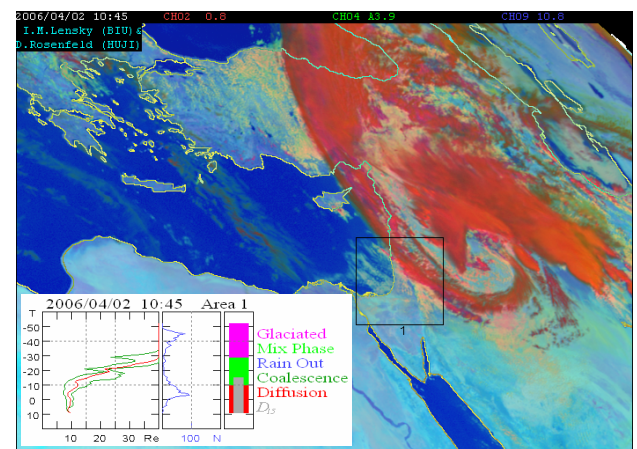 2006/04/02 10:45 CH02 0.8 CH04 A3.9 CH09 10.8
I.M.Lensky (BIU)&
D.Rosenfeld (HUJI)
1
2006/04/02 10:45 Area 1
T
-50
-40
-30
-20
-10
0
10
10 20 30 Re 100 N
Glaciated
Mix Phase
Rain Out
Coalescence
Diffusion
D15